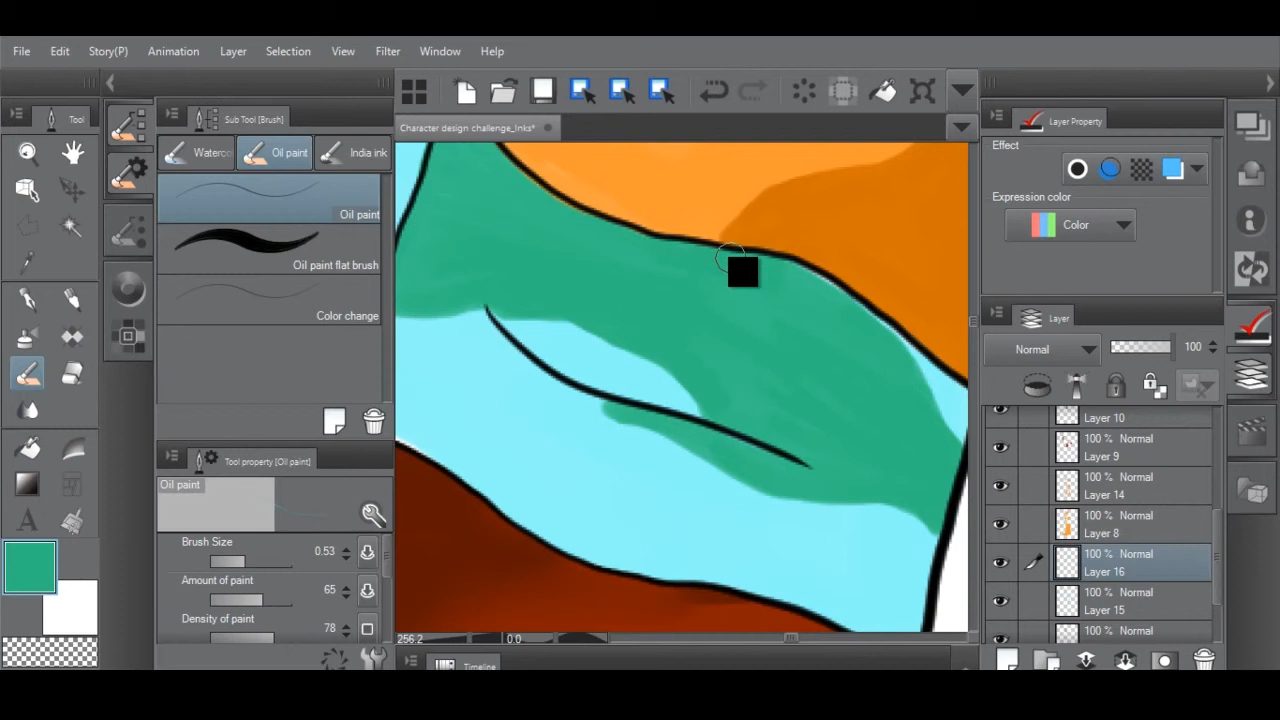 File Edit Story(P) Animation Layer Selection View Filter Window Help
Tool
Sub Tool [Brush]
Character design challenge_Inks*
Layer Property
Waterco Oil paint India ink
Effect
Oil paint
Expression color
Color
Oil paint flat brush
Color change
Layer
Normal 100
Layer 10
100 % Normal
Layer 9
Tool property [Oil paint]
100 % Normal
Layer 14
Oil paint
100 % Normal
Layer 8
Brush Size 0.53
100 % Normal
Layer 16
Amount of paint 65
100 % Normal
Layer 15
Density of paint 78
100 % Normal
256.2 0.0
Timeline